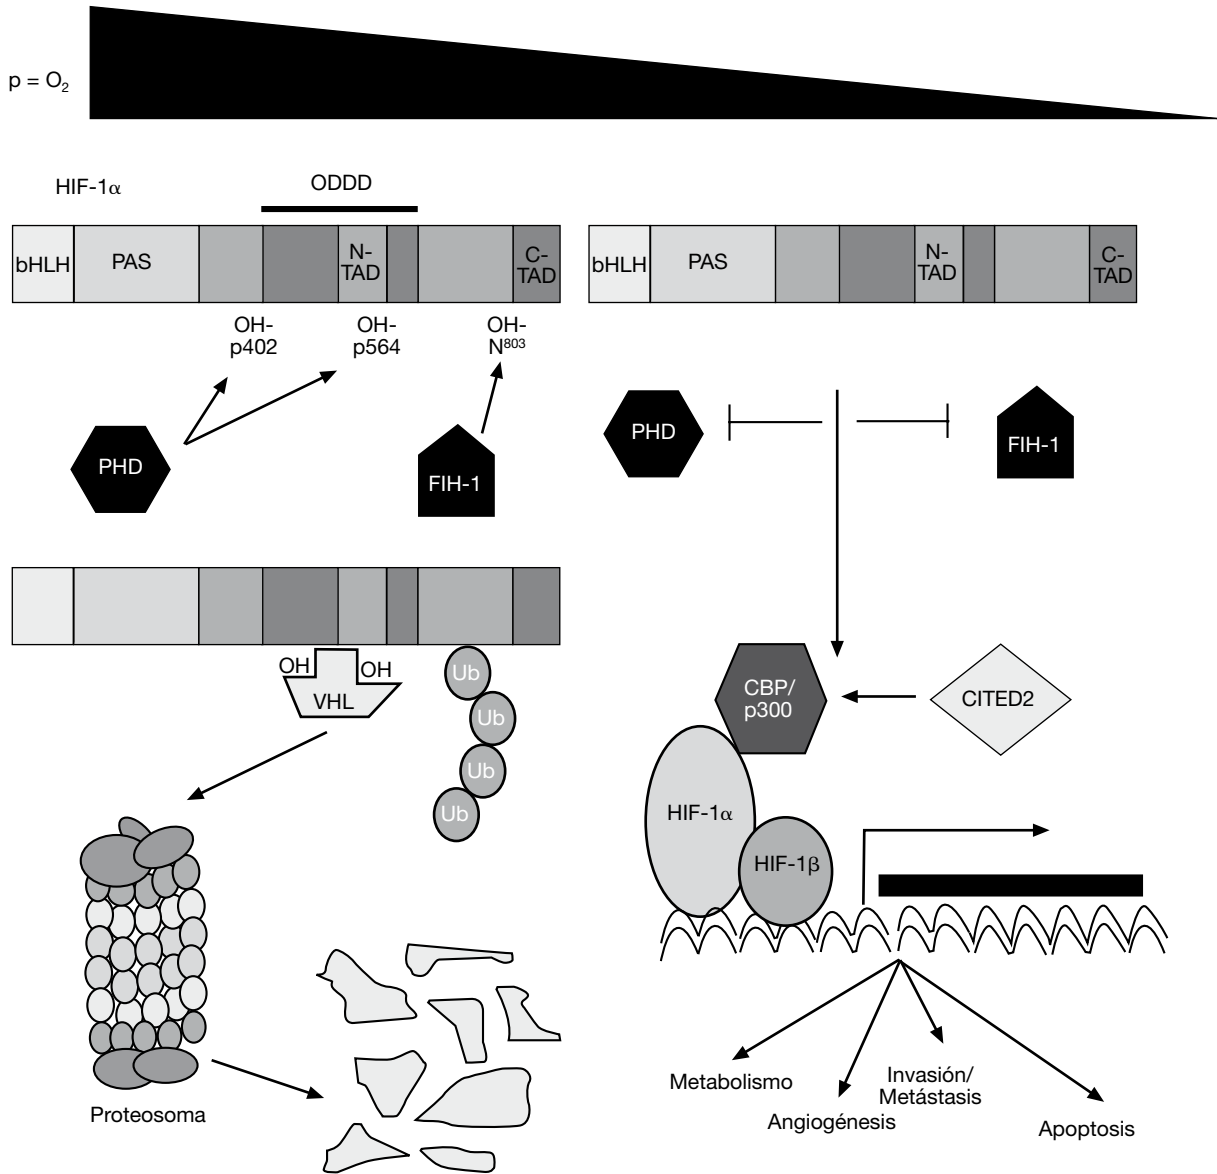 p = O₂
HIF-1α
ODDD
bHLH
PAS
N-
TAD
C-
TAD
bHLH
PAS
N-
TAD
C-
TAD
OH-
p402
OH-
p564
OH-
N⁸⁰³
PHD
FIH-1
PHD
FIH-1
OH
OH
VHL
Ub
Ub
Ub
Ub
CBP/
p300
CITED2
HIF-1α
HIF-1β
Proteosoma
Metabolismo
Angiogénesis
Invasión/
Metástasis
Apoptosis